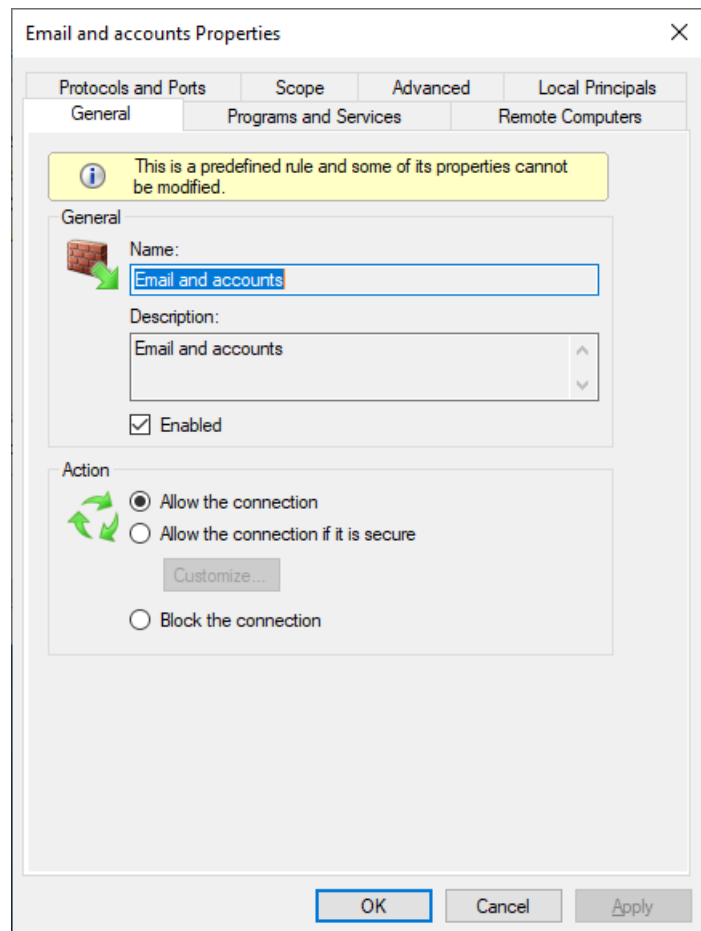 Email and accounts Properties
Protocols and Ports Scope Advanced Local Principals
General Programs and Services Remote Computers
This is a predefined rule and some of its properties cannot
be modified.
General
Name:
Email and accounts
Description:
Email and accounts
Enabled
Action
Allow the connection
Allow the connection if it is secure
Customize...
Block the connection
OK Cancel Apply